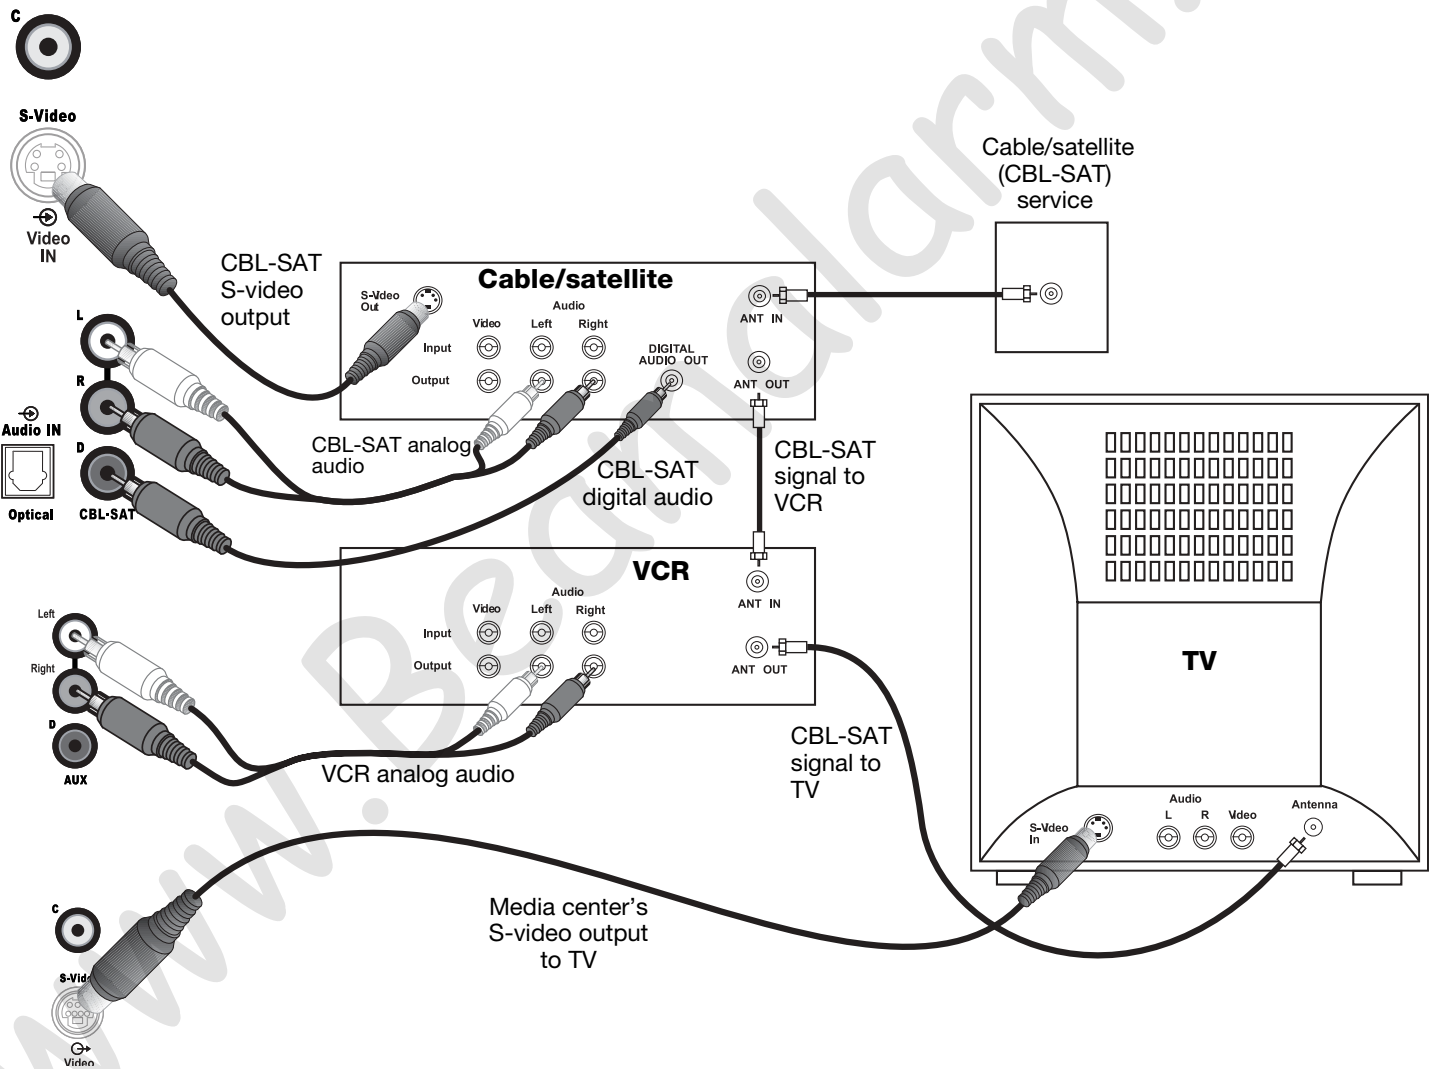 C
S-Video
Video
IN
L
R
Audio IN
D
Optical
CBL-SAT
CBL-SAT
S-video
output
CBL-SAT analog
audio
CBL-SAT
digital audio
Cable/satellite
S-Video
Out
Audio
Video Left Right
Input
Output
DIGITAL
AUDIO OUT
ANT IN
ANT OUT
Cable/satellite
(CBL-SAT)
service
CBL-SAT
signal to
VCR
VCR
Audio
Video Left Right
Input
Output
ANT IN
ANT OUT
Left
Right
D
AUX
VCR analog audio
CBL-SAT
signal to
TV
TV
S-Video
In
Audio
L R Video
Antenna
Media center's
S-video output
to TV
C
S-Vide
Video
www.Beamalarm.